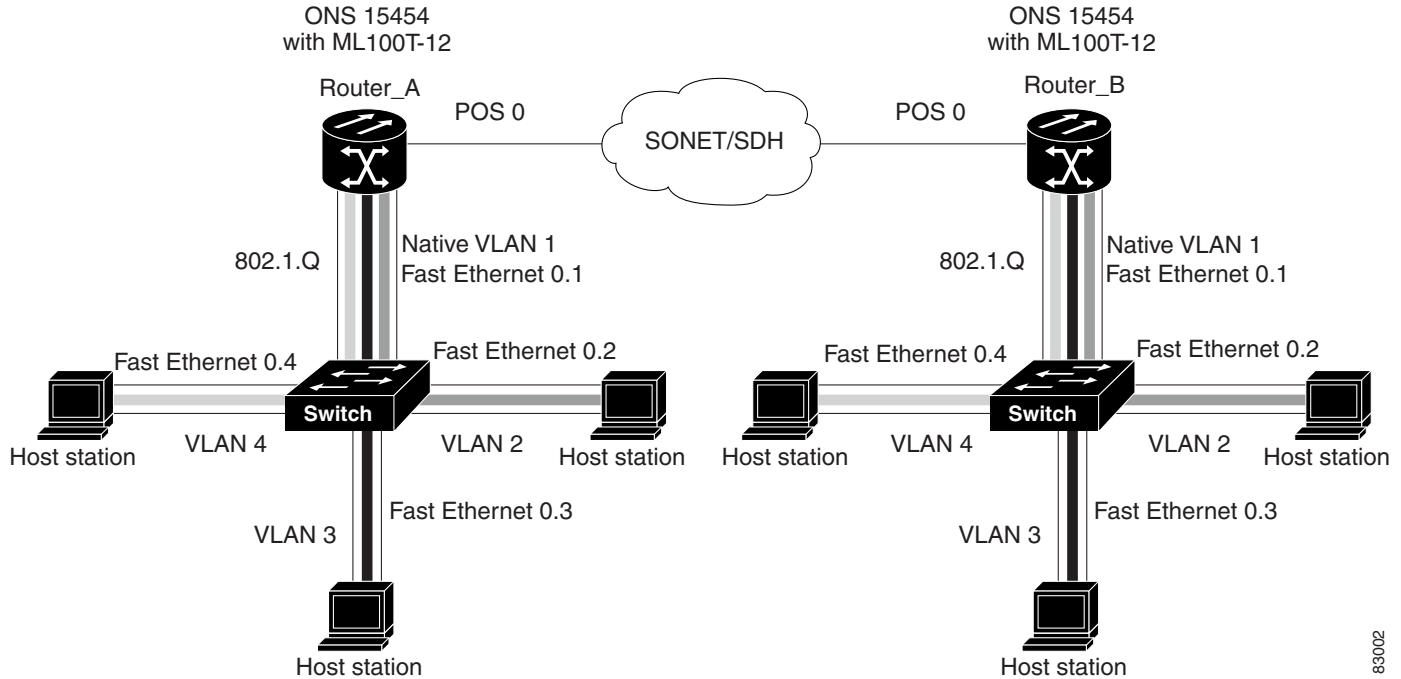 ONS 15454
with ML100T-12
Router_A
POS 0
SONET/SDH
POS 0
ONS 15454
with ML100T-12
Router_B
802.1.Q
Native VLAN 1
Fast Ethernet 0.1
802.1.Q
Native VLAN 1
Fast Ethernet 0.1
Fast Ethernet 0.4
Fast Ethernet 0.2
Switch
Host station
VLAN 4
VLAN 2
Host station
Fast Ethernet 0.4
Fast Ethernet 0.2
Switch
Host station
VLAN 4
VLAN 2
Host station
Fast Ethernet 0.3
VLAN 3
Host station
Fast Ethernet 0.3
VLAN 3
Host station
83002